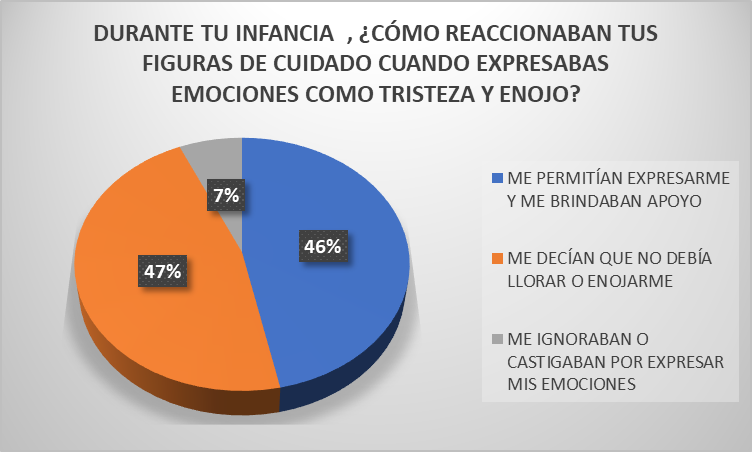 DURANTE TU INFANCIA , ¿CÓMO REACCIONABAN TUS
FIGURAS DE CUIDADO CUANDO EXPRESABAS
EMOCIONES COMO TRISTEZA Y ENOJO?
7%
46%
47%
ME PERMITÍAN EXPRESARME
Y ME BRINDABAN APOYO
ME DECÍAN QUE NO DEBÍA
LLORAR O ENOJARME
ME IGNORABAN O
CASTIGABAN POR EXPRESAR
MIS EMOCIONES